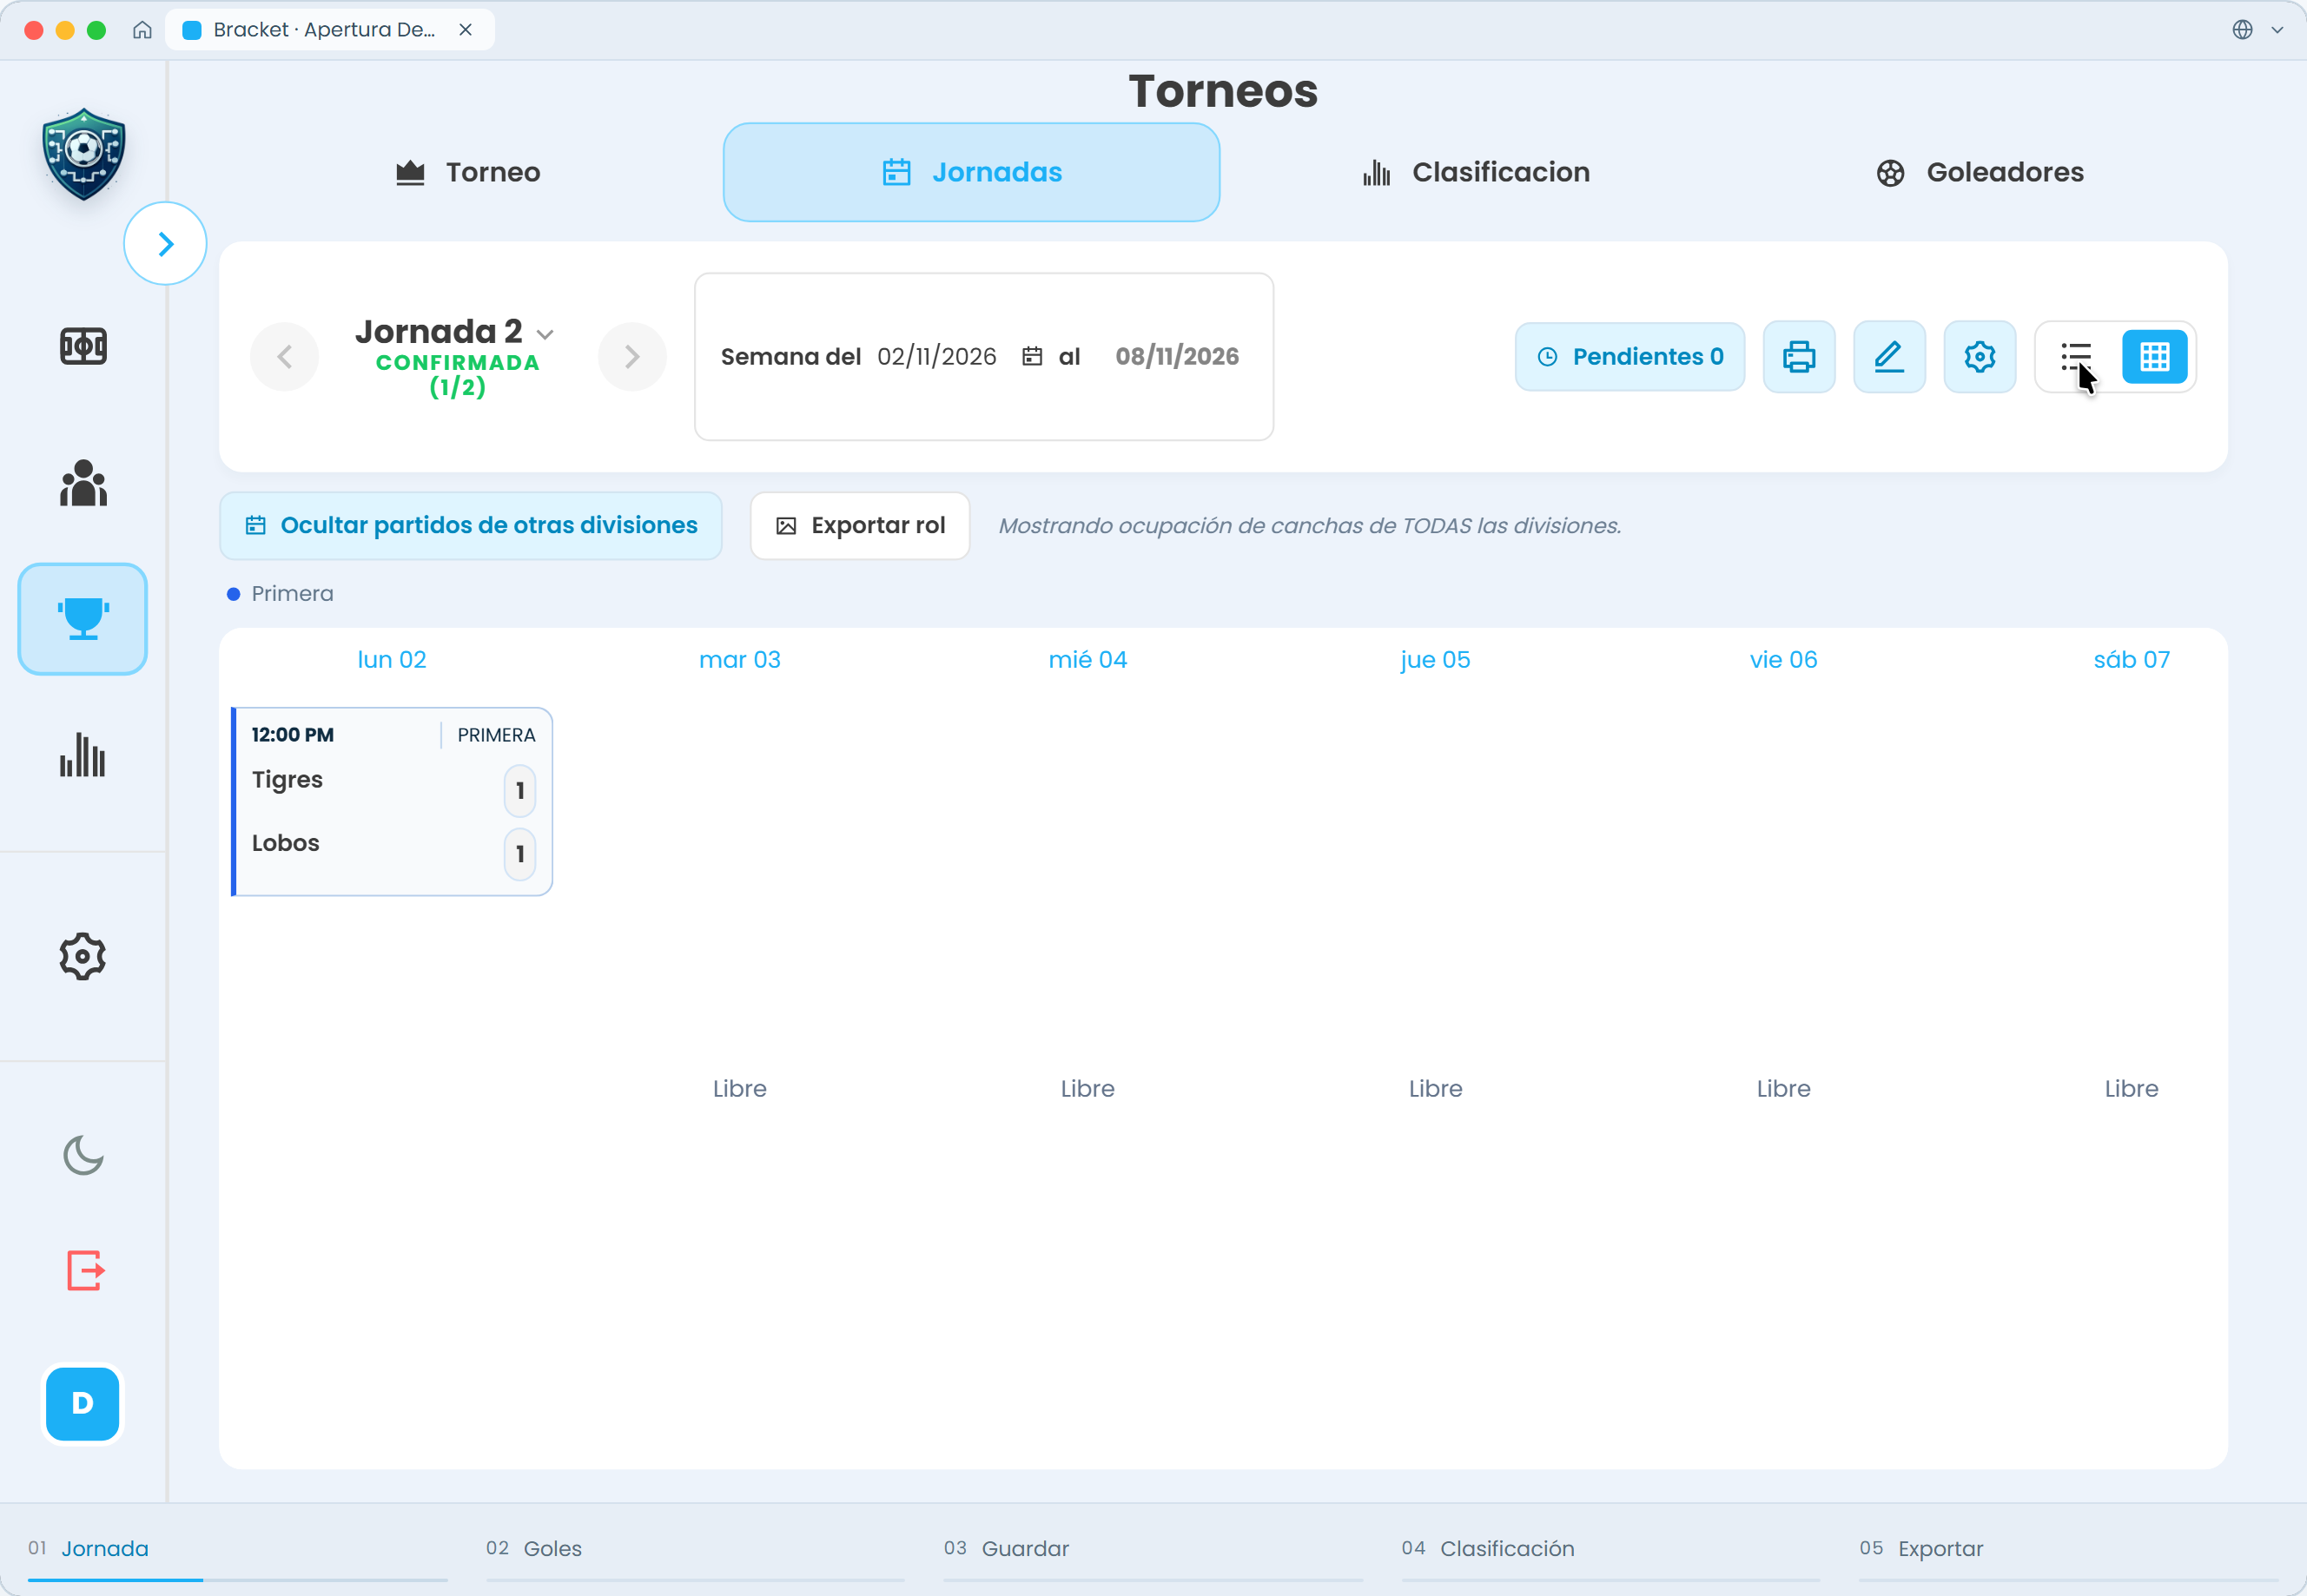 Bracket · Apertura De...
Torneos
Torneo
Jornadas
Clasificacion
Goleadores
Jornada 2
CONFIRMADA
(1/2)
Semana del 02/11/2026 al 08/11/2026
Pendientes 0
Ocultar partidos de otras divisiones
Exportar rol
Mostrando ocupación de canchas de TODAS las divisiones.
Primera
lun 02
mar 03
mié 04
jue 05
vie 06
sáb 07
12:00 PM
PRIMERA
Tigres
1
Lobos
1
Libre
Libre
Libre
Libre
Libre
D
01 Jornada
02 Goles
03 Guardar
04 Clasificación
05 Exportar